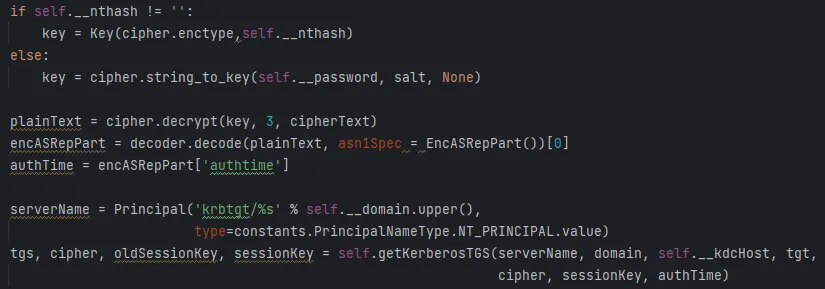 if self.__nthash != '':
    key = Key(cipher.enctype,self.__nthash)
else:
    key = cipher.string_to_key(self.__password, salt, None)

plainText = cipher.decrypt(key, 3, cipherText)
encASRepPart = decoder.decode(plainText, asn1Spec = EncASRepPart())[0]
authTime = encASRepPart['authtime']

serverName = Principal('krbtgt/%s' % self.__domain.upper(),
                       type=constants.PrincipalNameType.NT_PRINCIPAL.value)
tgs, cipher, oldSessionKey, sessionKey = self.getKerberosTGS(serverName, domain, self.__kdcHost, tgt,
                                                             cipher, sessionKey, authTime)